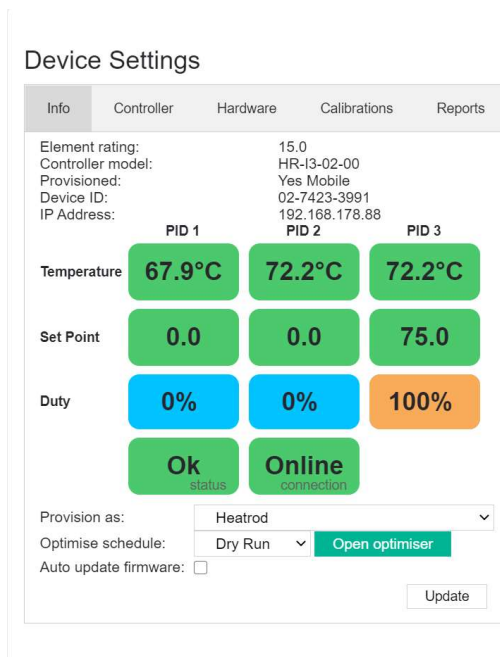 Device Settings
Info Controller Hardware Calibrations Reports
Element rating: 15.0
Controller model: HR-I3-02-00
Provisioned: Yes Mobile
Device ID: 02-7423-3991
IP Address: 192.168.178.88
PID 1 PID 2 PID 3
Temperature 67.9°C 72.2°C 72.2°C
Set Point 0.0 0.0 75.0
Duty 0% 0% 100%
Ok Online
status connection
Provision as: Heatrod
Optimise schedule: Dry Run Open optimiser
Auto update firmware:
Update